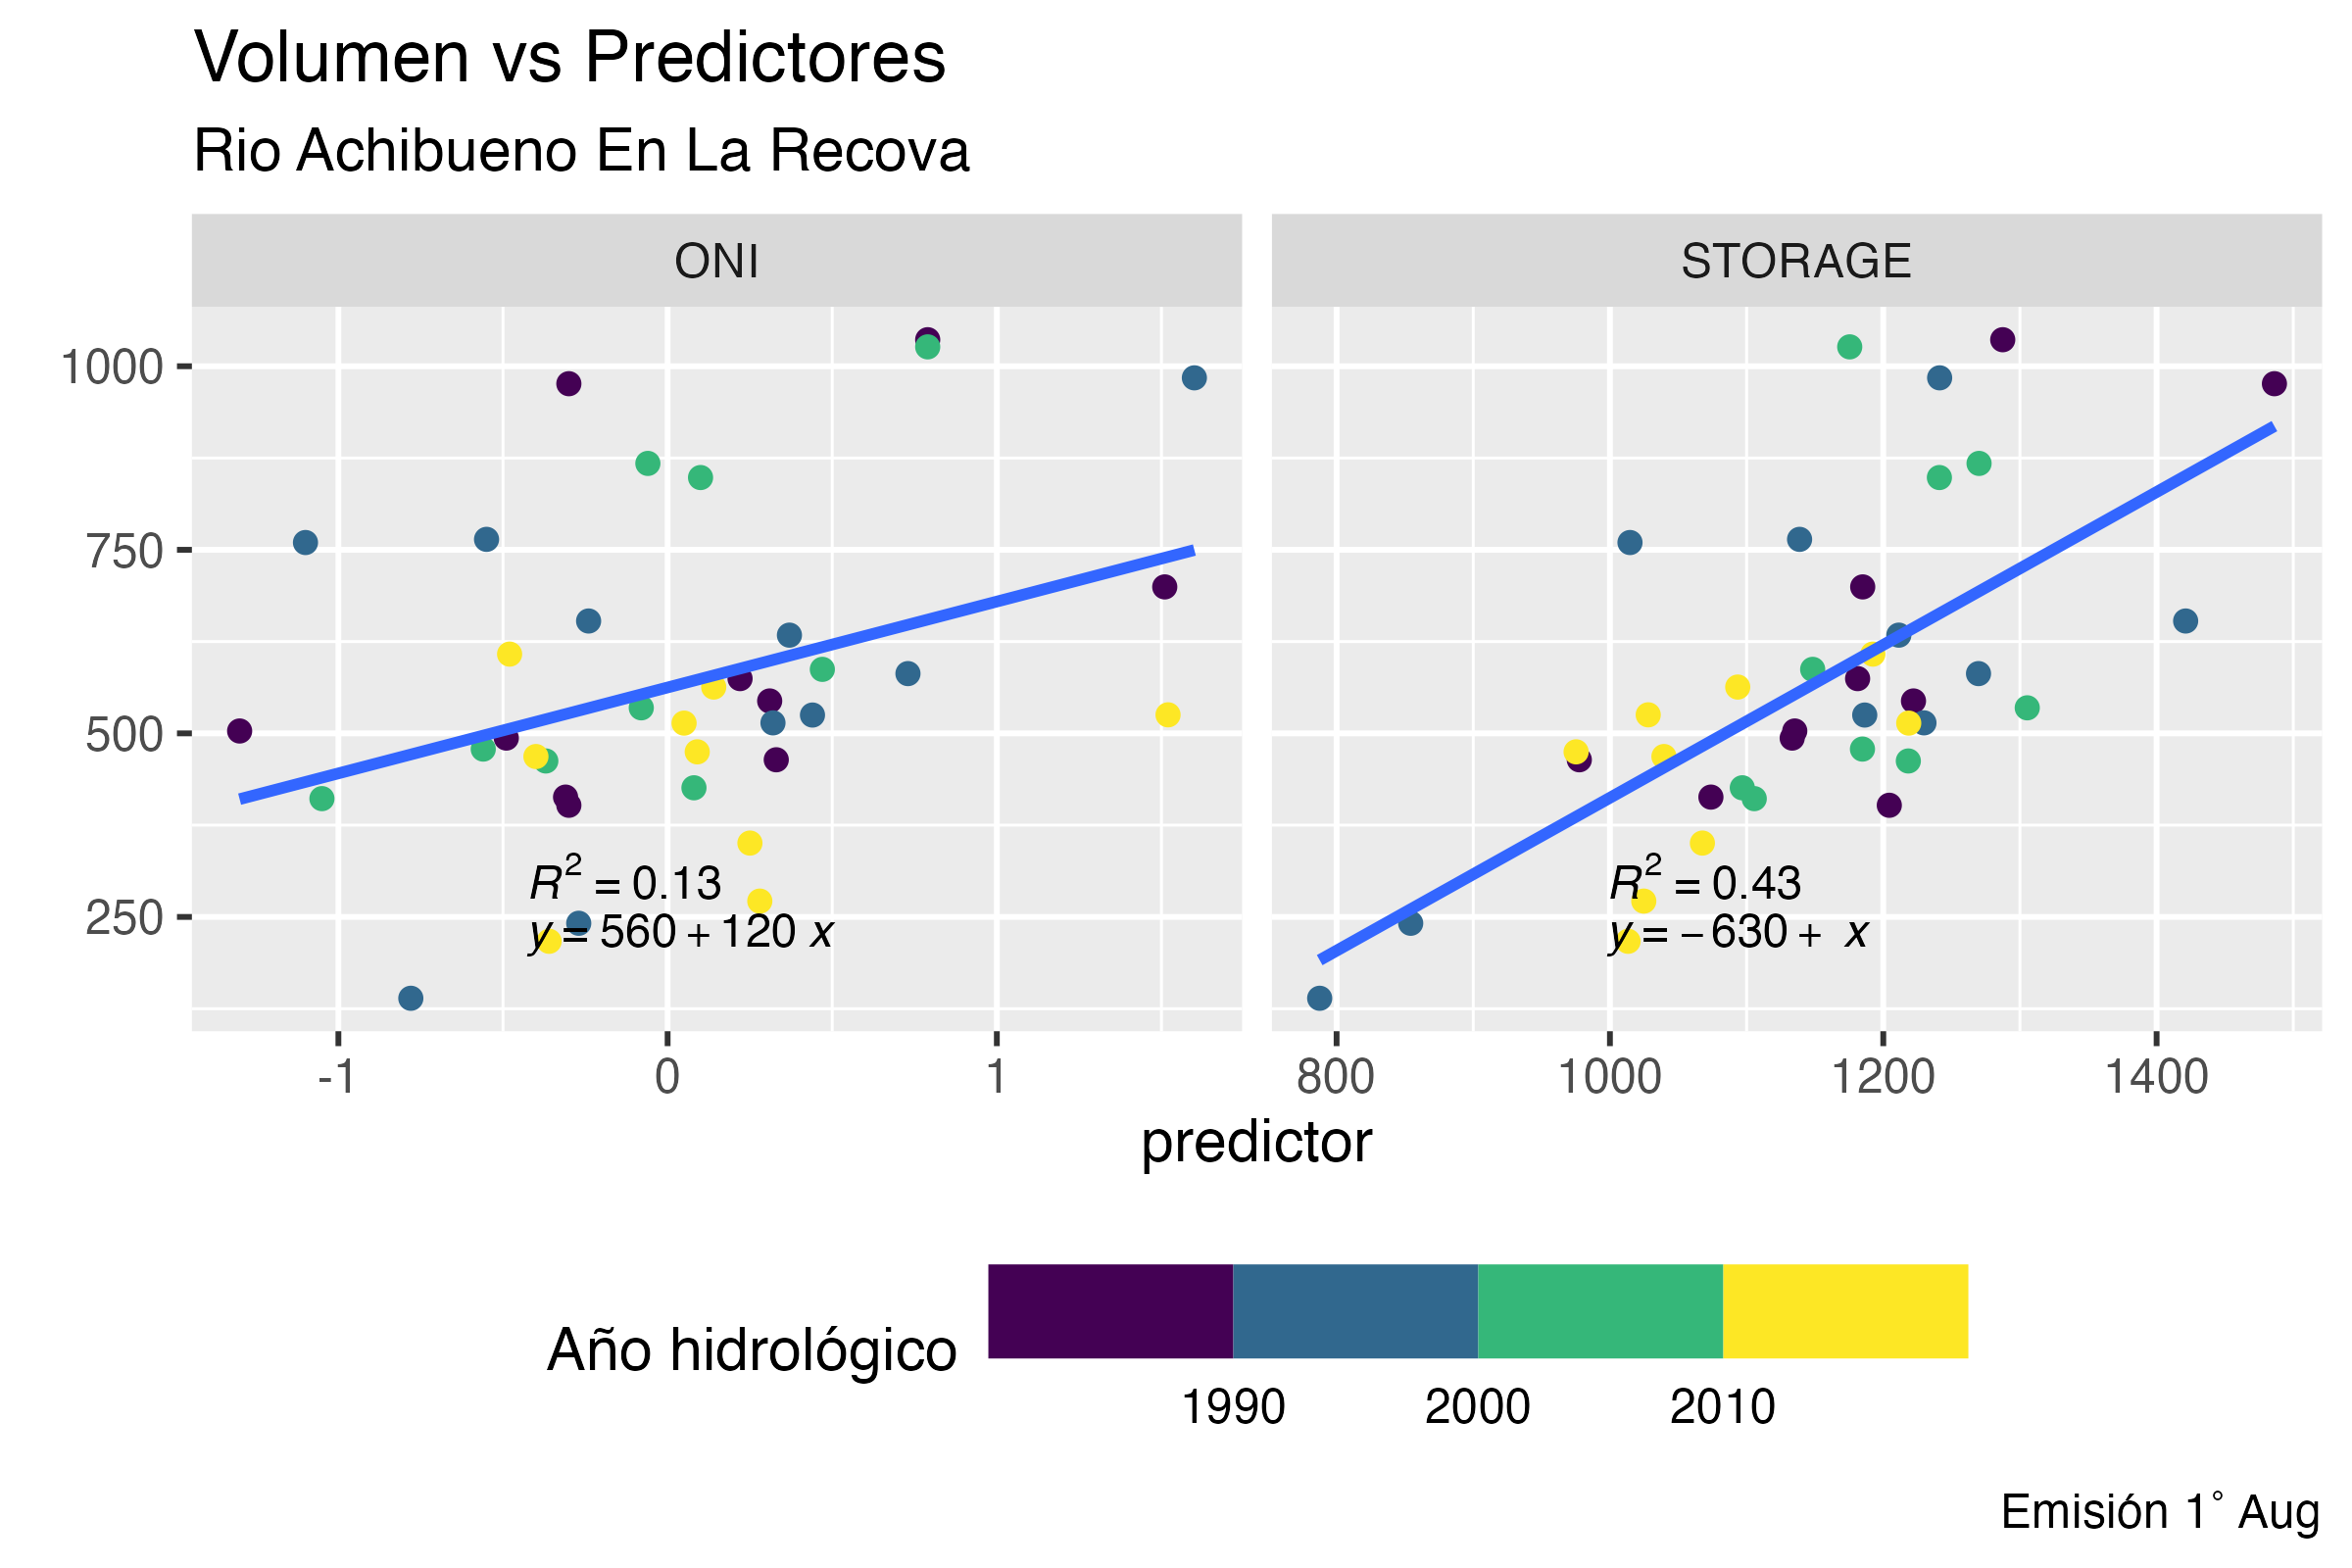 Volumen vs Predictores
Rio Achibueno En La Recova
ONI
STORAGE
1000
750
500
250
R² = 0.13
y = 560 + 120 x
R² = 0.43
y = − 630 + x
-1 0 1
800 1000 1200 1400
predictor
Año hidrológico
1990 2000 2010
Emisión 1° Aug